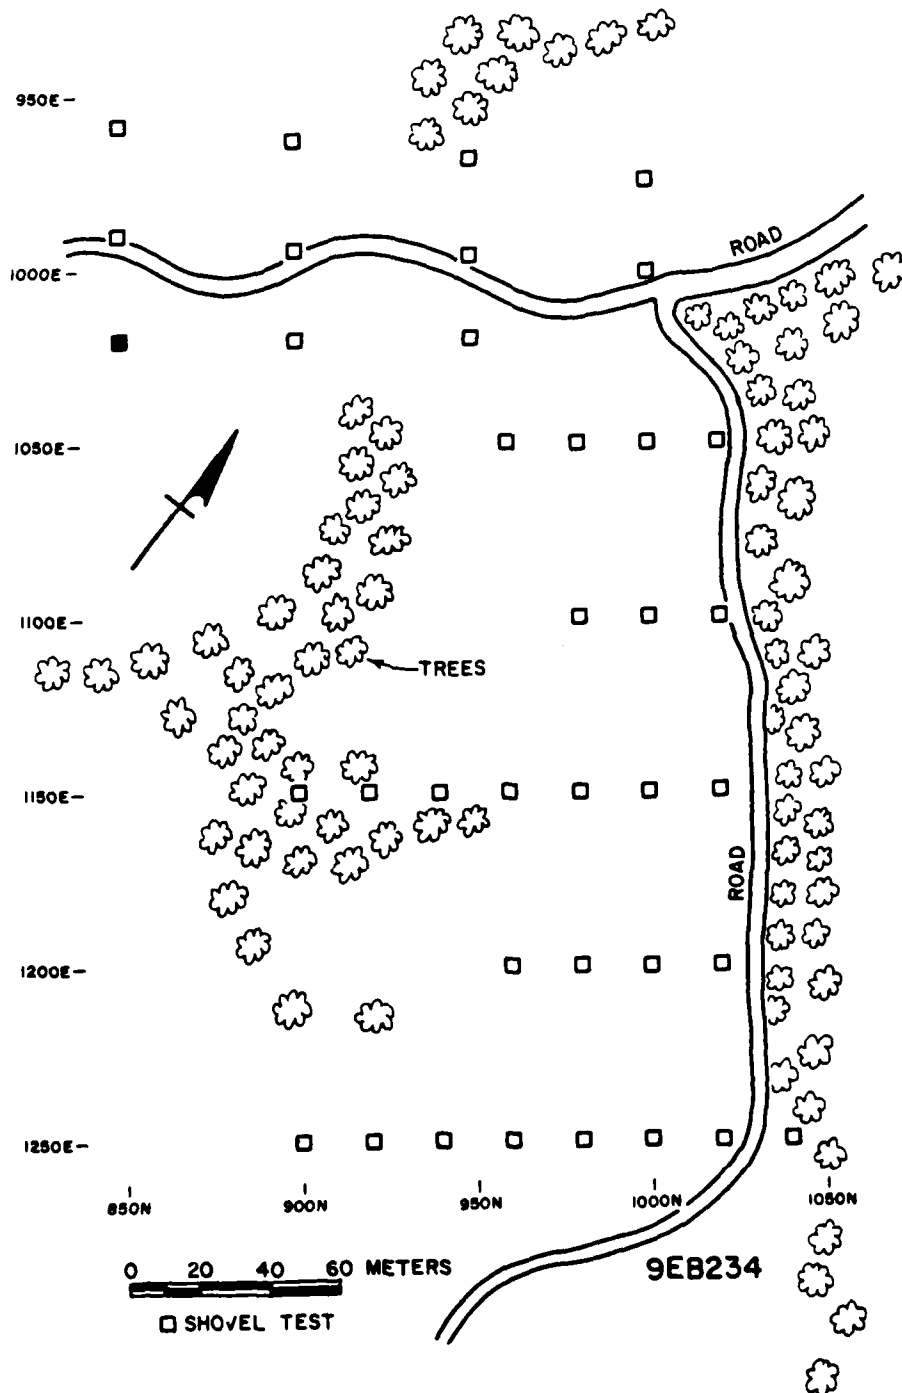 950E-
ROAD
1000E-
1050E-
1100E-
TREES
1150E-
ROAD
1200E-
1250E-
850N
900N
950N
1000N
1050N
0 20 40 60 METERS
9EB234
SHOVEL TEST